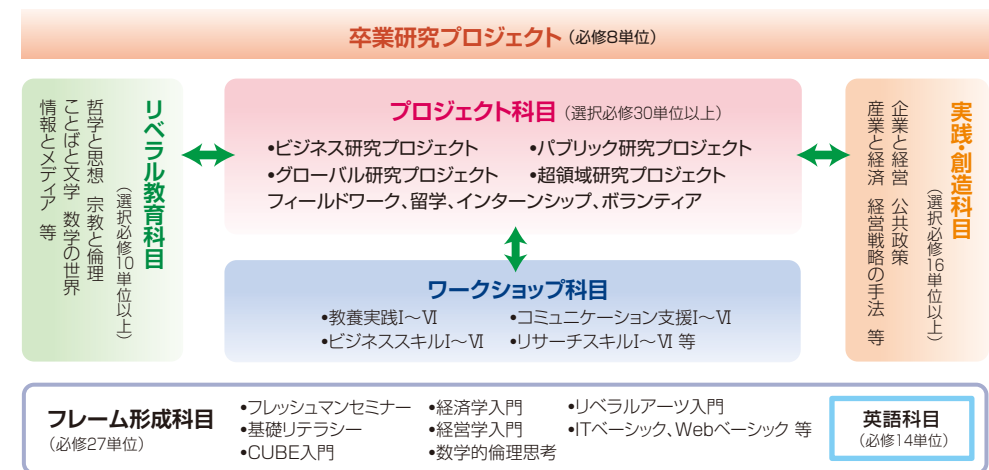 卒業研究プロジェクト（必修8単位）
リベラル教育科目
（選択必修10単位以上）
哲学と思想 宗教と倫理
ことばと文学 数学の世界
情報とメディア 等
プロジェクト科目（選択必修30単位以上）
•ビジネス研究プロジェクト •パブリック研究プロジェクト
•グローバル研究プロジェクト •超領域研究プロジェクト
フィールドワーク、留学、インターンシップ、ボランティア
ワークショップ科目
•教養実践Ⅰ～Ⅵ •コミュニケーション支援Ⅰ～Ⅵ
•ビジネススキルⅠ～Ⅵ •リサーチスキルⅠ～Ⅵ 等
実践・創造科目
（選択必修16単位以上）
企業と経営 公共政策
産業と経済 経営戦略の手法 等
フレーム形成科目
（必修27単位）
•フレッシュマンセミナー •経済学入門 •リベラルアーツ入門
•基礎リテラシー •経営学入門 •ITベーシック、Webベーシック 等
•CUBE入門 •数学的倫理思考
英語科目
（必修14単位）